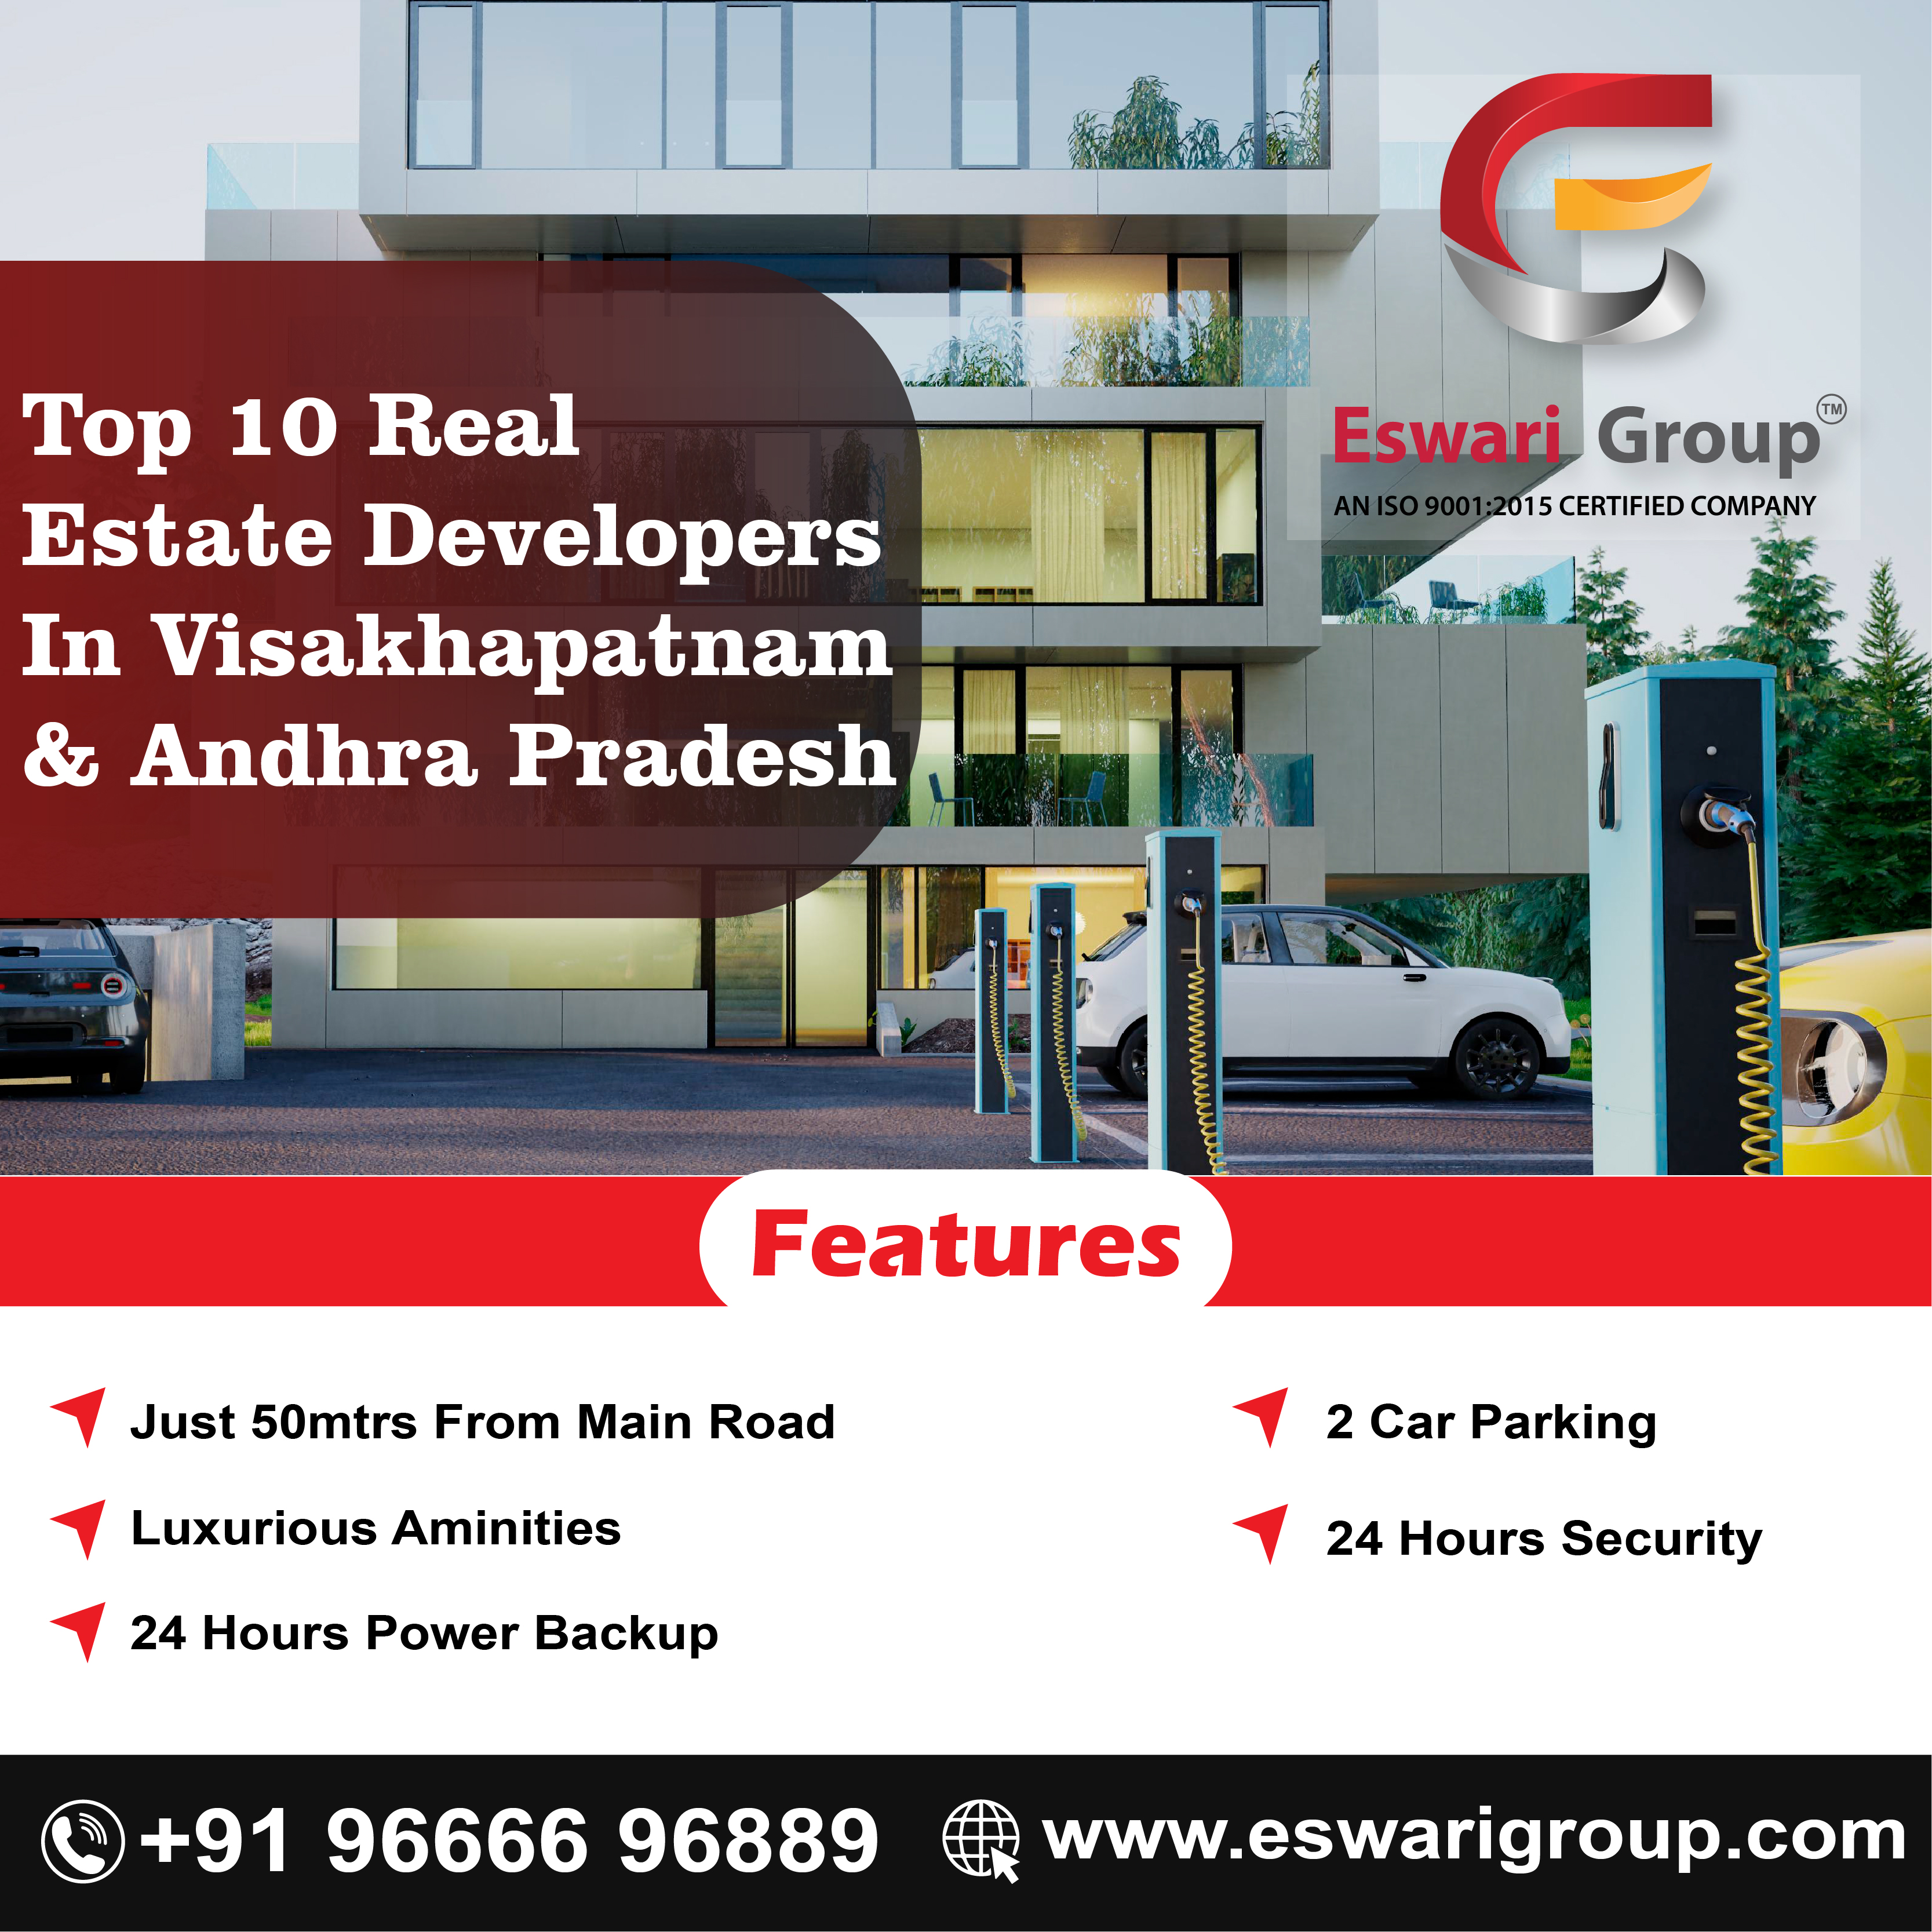 Top 10 Real
Estate Developers
In Visakhapatnam
& Andhra Pradesh
Eswari Group™
AN ISO 9001:2015 CERTIFIED COMPANY
Features
Just 50mtrs From Main Road
Luxurious Aminities
24 Hours Power Backup
2 Car Parking
24 Hours Security
+91 96666 96889
www.eswarigroup.com